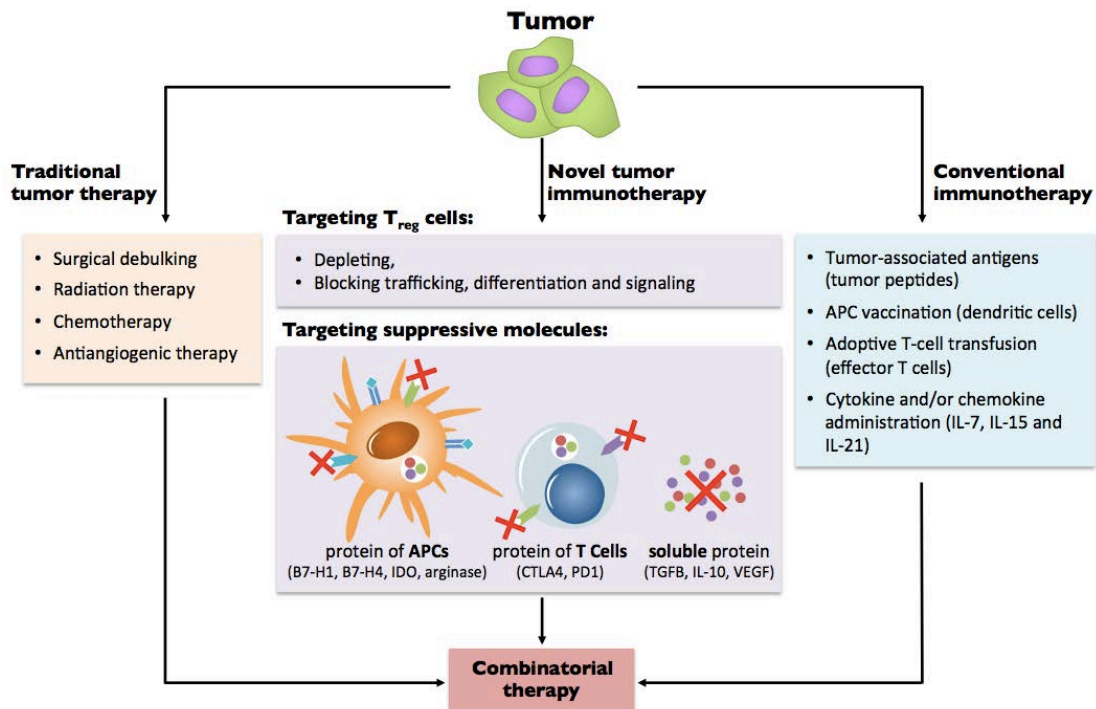 Tumor
Traditional
tumor therapy
• Surgical debulking
• Radiation therapy
• Chemotherapy
• Antiangiogenic therapy
Novel tumor
immunotherapy
Targeting Treg cells:
• Depleting,
• Blocking trafficking, differentiation and signaling
Targeting suppressive molecules:
protein of APCs
(B7-H1, B7-H4, IDO, arginase)
protein of T Cells
(CTLA4, PD1)
soluble protein
(TGFB, IL-10, VEGF)
Conventional
immunotherapy
• Tumor-associated antigens
(tumor peptides)
• APC vaccination (dendritic cells)
• Adoptive T-cell transfusion
(effector T cells)
• Cytokine and/or chemokine
administration (IL-7, IL-15 and
IL-21)
Combinatorial
therapy